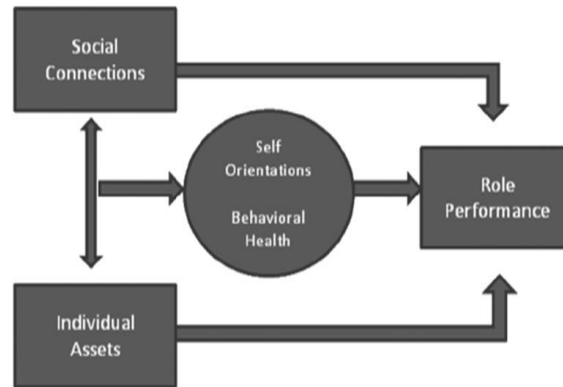 Social
Connections
Self
Orientations
Behavioral
Health
Role
Performance
Individual
Assets